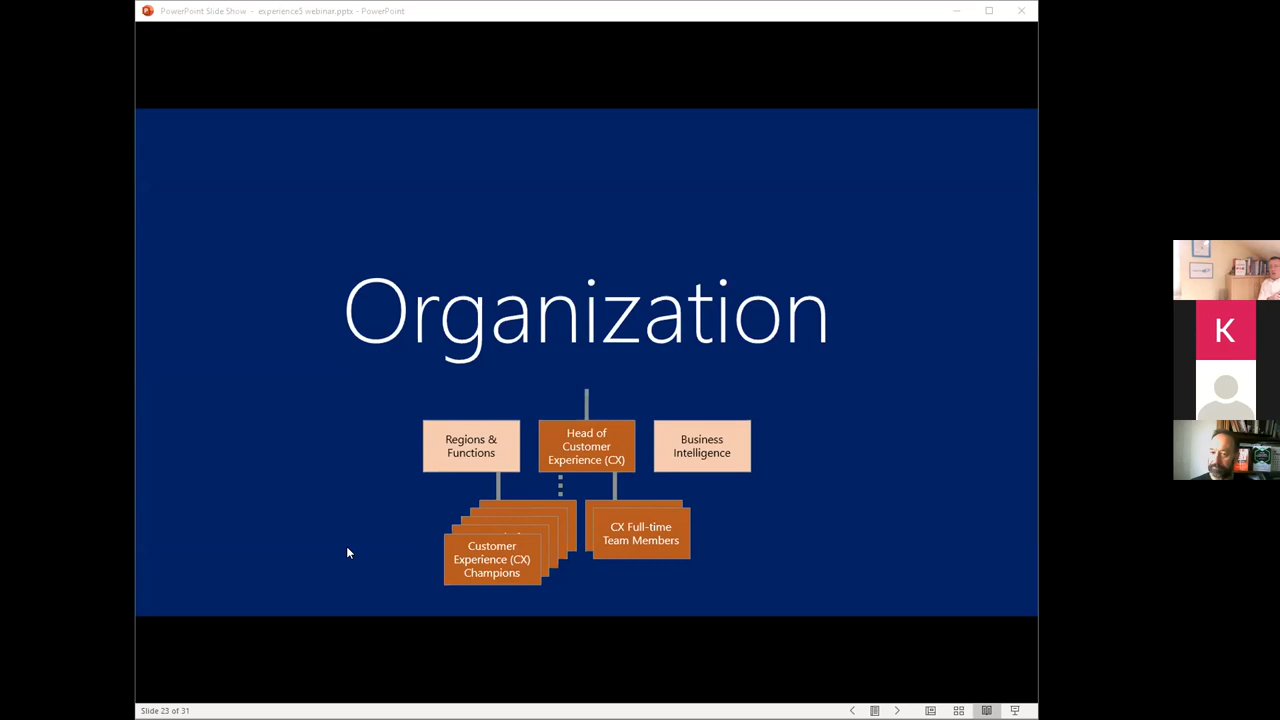 PowerPoint Slide Show - experience5 webinar.pptx - PowerPoint
Organization
Regions &
Functions
Head of
Customer
Experience (CX)
Business
Intelligence
Customer
Experience (CX)
Champions
CX Full-time
Team Members
K
Slide 23 of 31